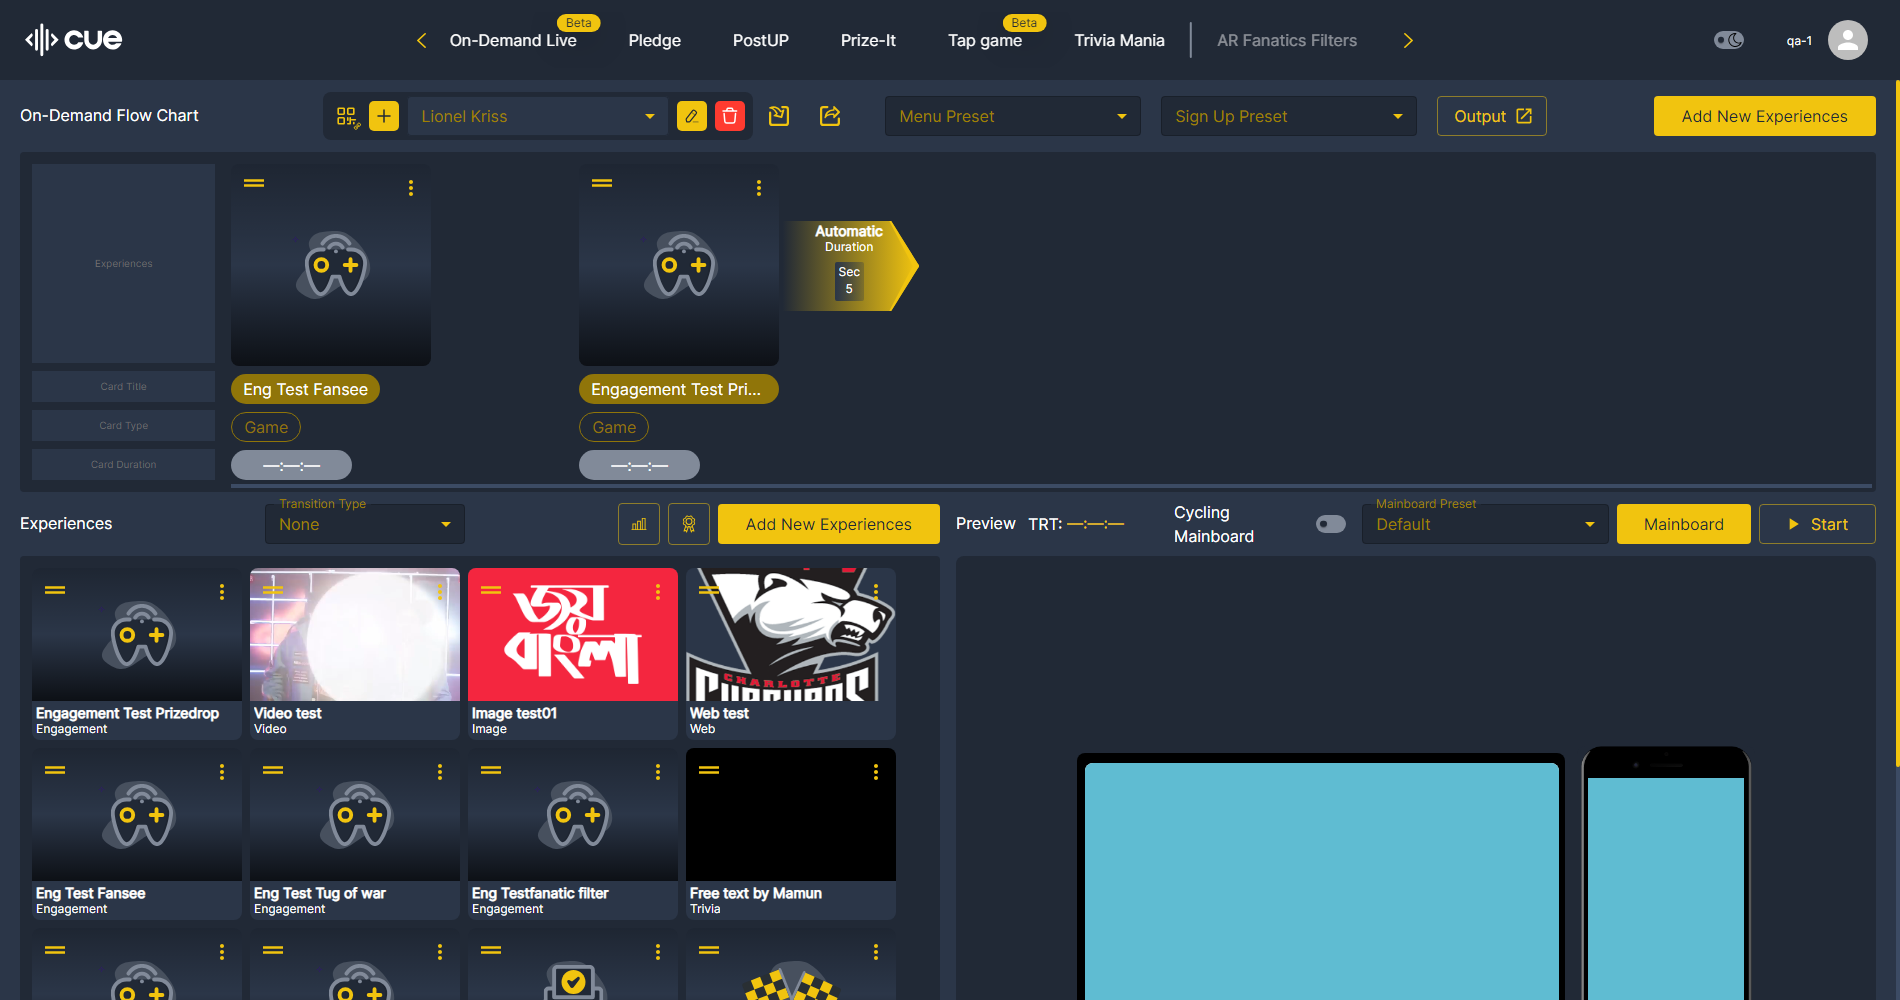 cue
On-Demand Live
Beta
Pledge
PostUP
Prize-It
Tap game
Beta
Trivia Mania
AR Fanatics Filters
qa-1
On-Demand Flow Chart
Lionel Kriss
Menu Preset
Sign Up Preset
Output
Add New Experiences
Experiences
Card Title
Card Type
Card Duration
Eng Test Fansee
Game
—:—:—
Engagement Test Pri...
Game
—:—:—
Automatic
Duration
Sec
5
Experiences
Transition Type
None
Add New Experiences
Preview
TRT: —:—:—
Cycling
Mainboard
Mainboard Preset
Default
Mainboard
Start
Engagement Test Prizedrop
Engagement
Video test
Video
জয়
বাংলা
Image test01
Image
CHARLOTTE
Web test
Web
Eng Test Fansee
Engagement
Eng Test Tug of war
Engagement
Eng Testfanatic filter
Engagement
Free text by Mamun
Trivia